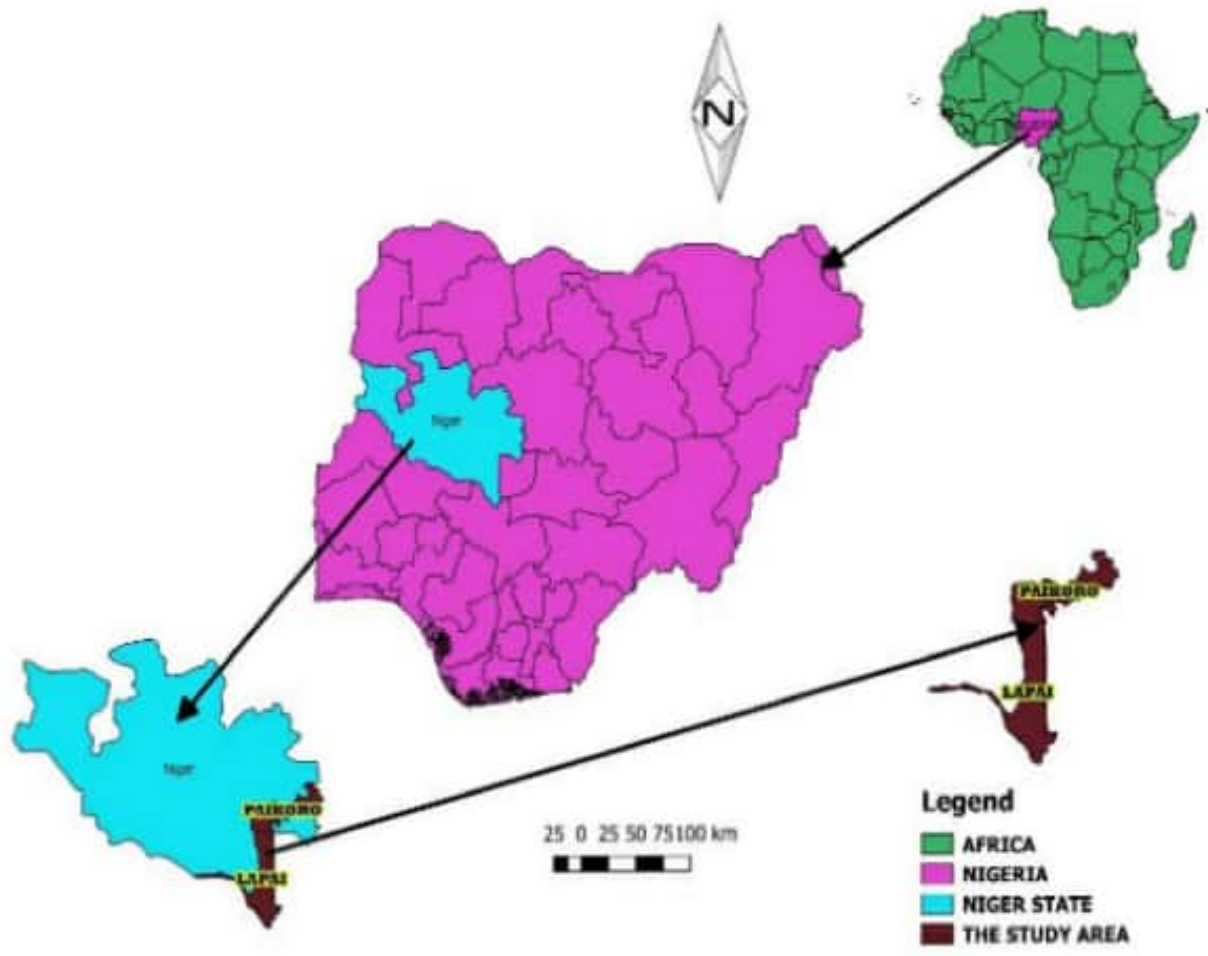 N
Niger
PAIKORO
LAPAI
Niger
PAIKORO
LAPAI
25 0 25 50 75100 km
Legend
AFRICA
NIGERIA
NIGER STATE
THE STUDY AREA